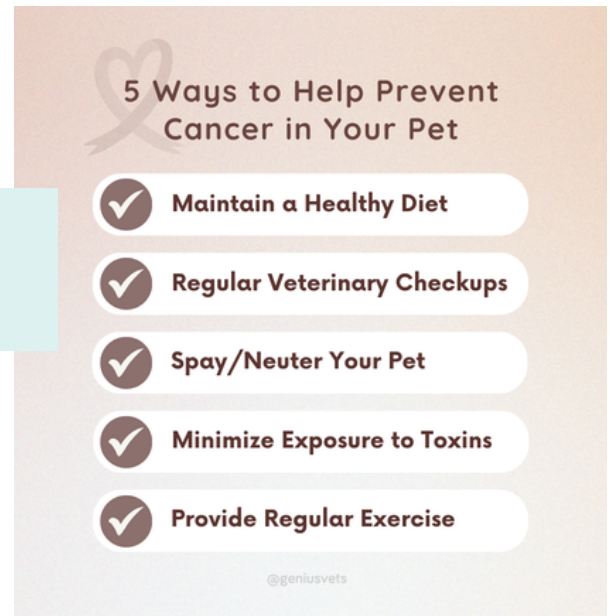 5 Ways to Help Prevent
Cancer in Your Pet
Maintain a Healthy Diet
Regular Veterinary Checkups
Spay/Neuter Your Pet
Minimize Exposure to Toxins
Provide Regular Exercise
@geniusvets